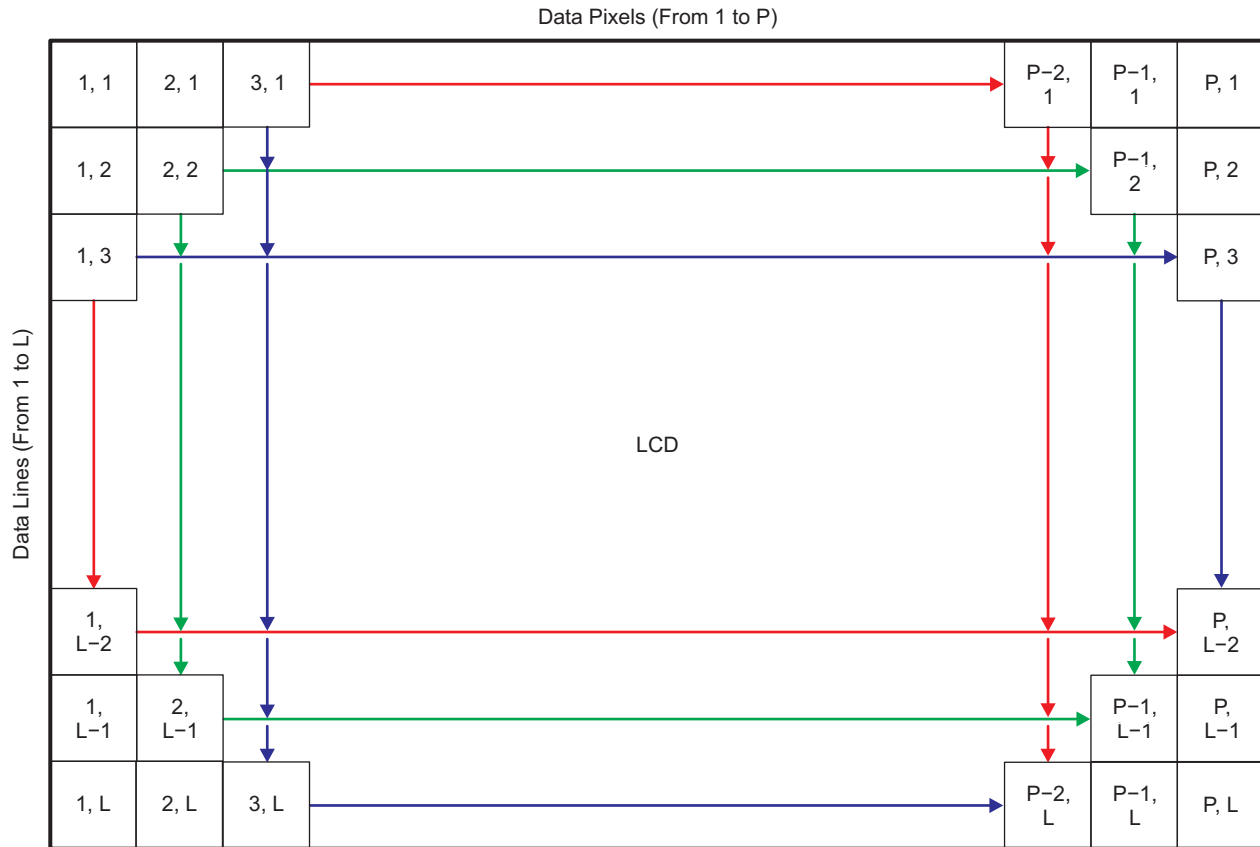 Data Pixels (From 1 to P)
1, 1
2, 1
3, 1
P−2,
1
P−1,
1
P, 1
1, 2
2, 2
P−1,
2
P, 2
1, 3
P, 3
Data Lines (From 1 to L)
LCD
1,
L−2
P,
L−2
1,
L−1
2,
L−1
P−1,
L−1
P,
L−1
1, L
2, L
3, L
P−2,
L
P−1,
L
P, L